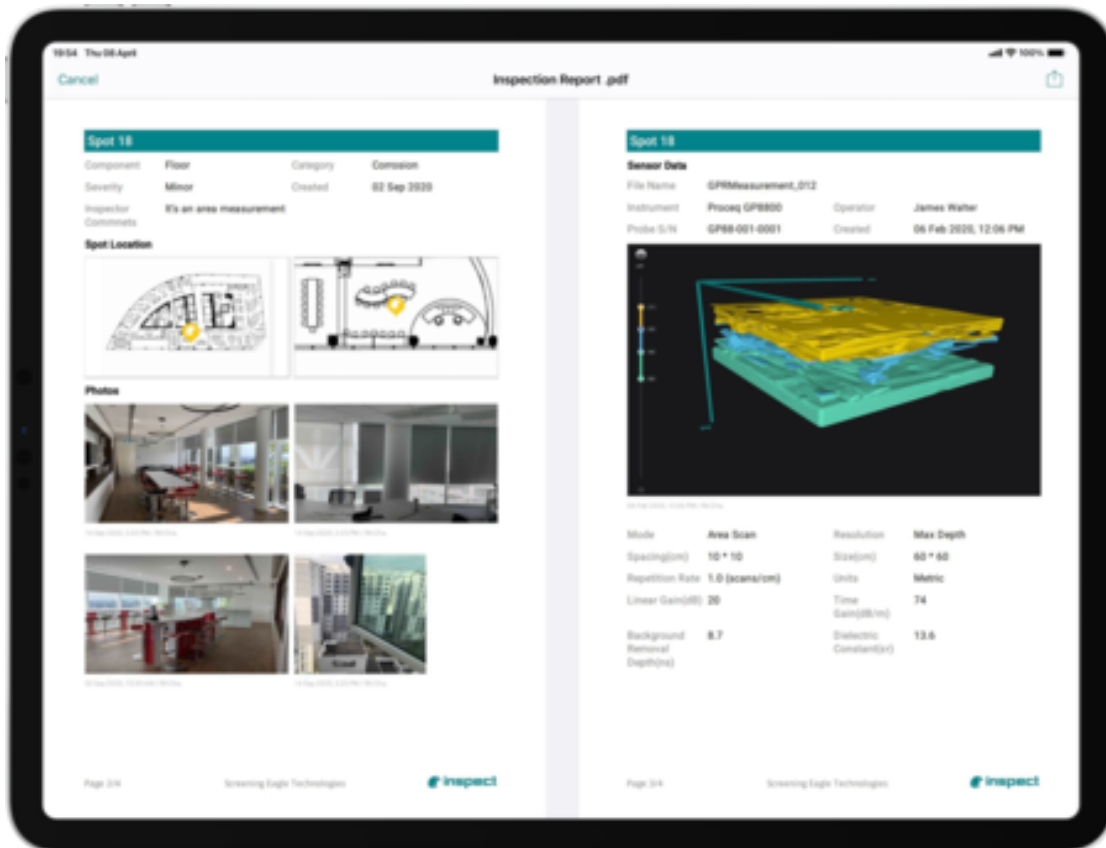 19:54 Thu 08 April
100%
Cancel
Inspection Report .pdf
Spot 18
Component Floor Category Corrosion
Severity Minor Created 02 Sep 2020
Inspector Commnets It's an area measurement
Spot Location
Photos
Page 2/4 Screening Eagle Technologies inspect
Spot 18
Sensor Data
File Name GPRMeasurement_012
Instrument Proceq GP8800 Operator James Walter
Probe S/N GP88-001-0001 Created 06 Feb 2020, 12:06 PM
Mode Area Scan Resolution Max Depth
Spacing(cm) 10 * 10 Size(cm) 60 * 60
Repetition Rate 1.0 (scans/cm) Units Metric
Linear Gain(dB) 20 Time Gain(dB/m) 74
Background Removal Depth(ns) 8.7 Dielectric Constant(εr) 13.6
Page 3/4 Screening Eagle Technologies inspect